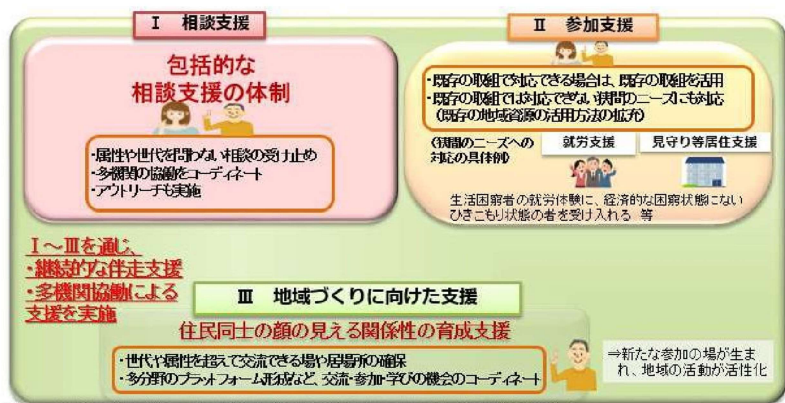 Ⅰ 相談支援
包括的な
相談支援の体制
・属性や世代を問わない相談の受け止め
・多機関の協働をコーディネート
・アウトリーチも実施
Ⅱ 参加支援
・既存の取組で対応できる場合は、既存の取組を活用
・既存の取組では対応できない狭間のニーズにも対応
(既存の地域資源の活用方法の拡充)
(狭間のニーズへの
対応の具体例)
就労支援
見守り等居住支援
生活困窮者の就労体験に、経済的な困窮状態にない
ひきこもり状態の者を受け入れる 等
Ⅰ～Ⅲを通じ、
・継続的な伴走支援
・多機関協働による
支援を実施
Ⅲ 地域づくりに向けた支援
住民同士の顔の見える関係性の育成支援
・世代や属性を超えて交流できる場や居場所の確保
・多分野のプラットフォーム形成など、交流・参加・学びの機会のコーディネート
⇒新たな参加の場が生ま
れ、地域の活動が活性化